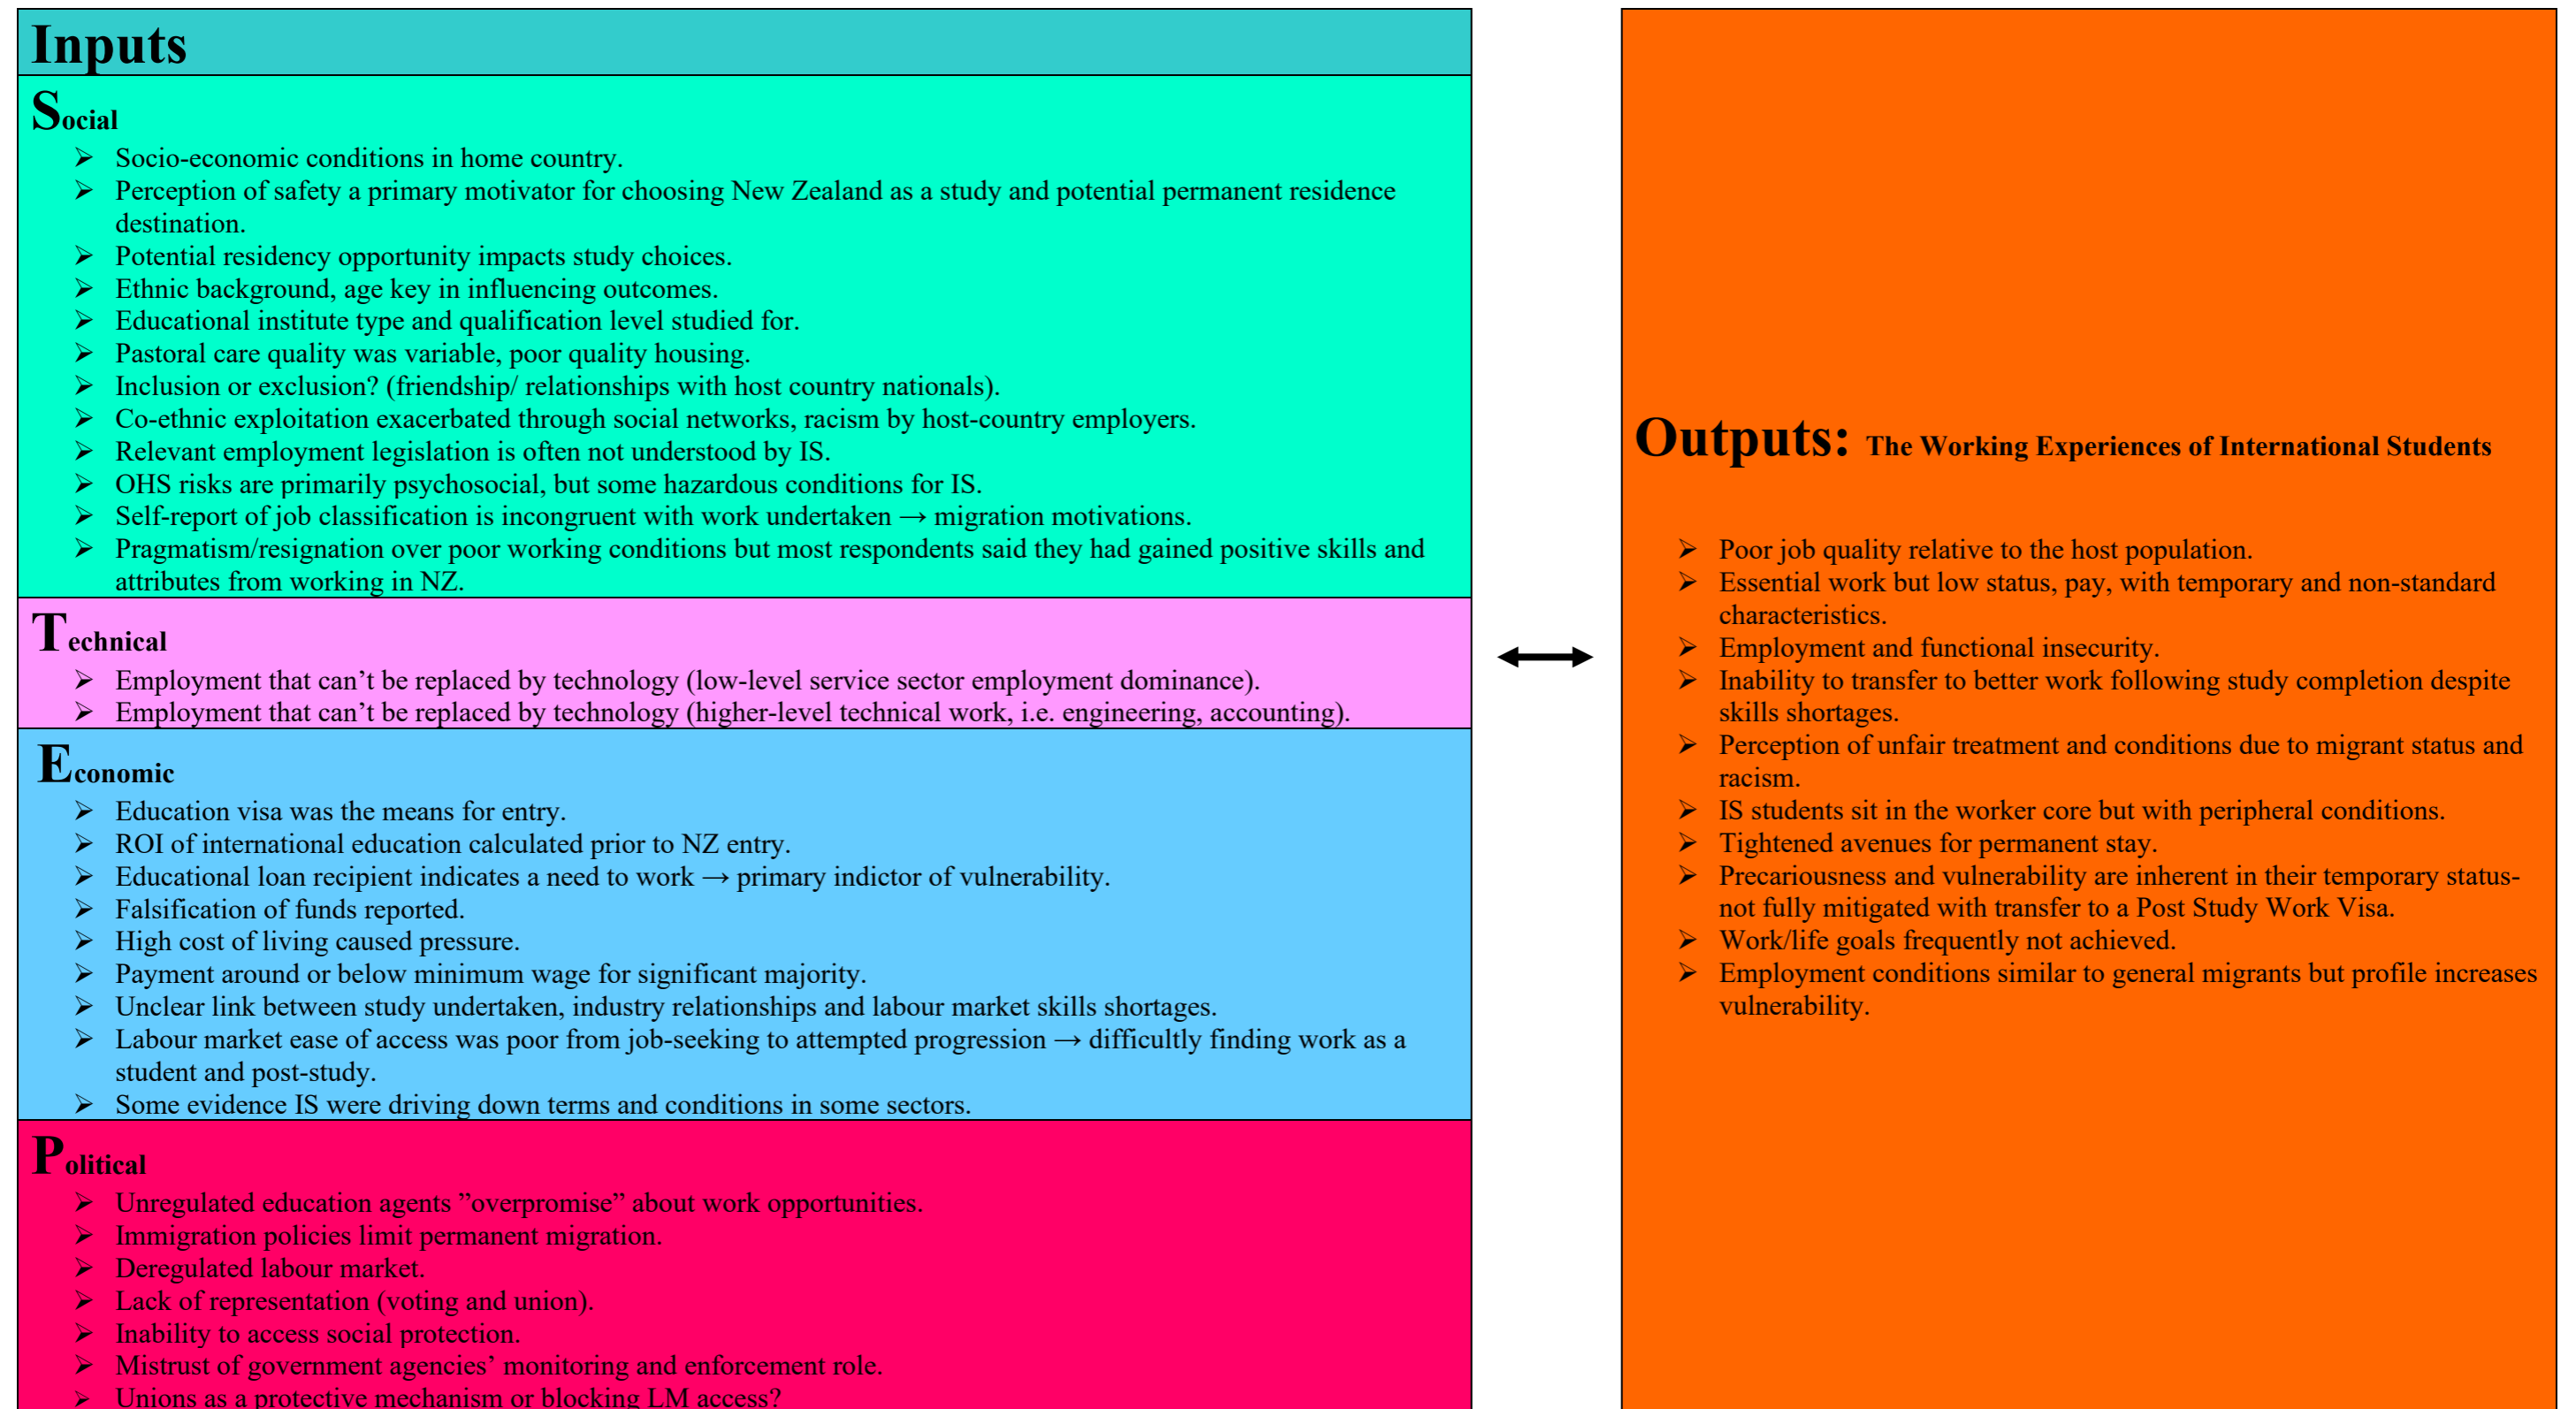 Inputs
Social
➢ Socio-economic conditions in home country.
➢ Perception of safety a primary motivator for choosing New Zealand as a study and potential permanent residence
destination.
➢ Potential residency opportunity impacts study choices.
➢ Ethnic background, age key in influencing outcomes.
➢ Educational institute type and qualification level studied for.
➢ Pastoral care quality was variable, poor quality housing.
➢ Inclusion or exclusion? (friendship/ relationships with host country nationals).
➢ Co-ethnic exploitation exacerbated through social networks, racism by host-country employers.
➢ Relevant employment legislation is often not understood by IS.
➢ OHS risks are primarily psychosocial, but some hazardous conditions for IS.
➢ Self-report of job classification is incongruent with work undertaken → migration motivations.
➢ Pragmatism/resignation over poor working conditions but most respondents said they had gained positive skills and
attributes from working in NZ.
Technical
➢ Employment that can’t be replaced by technology (low-level service sector employment dominance).
➢ Employment that can’t be replaced by technology (higher-level technical work, i.e. engineering, accounting).
Economic
➢ Education visa was the means for entry.
➢ ROI of international education calculated prior to NZ entry.
➢ Educational loan recipient indicates a need to work → primary indictor of vulnerability.
➢ Falsification of funds reported.
➢ High cost of living caused pressure.
➢ Payment around or below minimum wage for significant majority.
➢ Unclear link between study undertaken, industry relationships and labour market skills shortages.
➢ Labour market ease of access was poor from job-seeking to attempted progression → difficultly finding work as a
student and post-study.
➢ Some evidence IS were driving down terms and conditions in some sectors.
Political
➢ Unregulated education agents ”overpromise” about work opportunities.
➢ Immigration policies limit permanent migration.
➢ Deregulated labour market.
➢ Lack of representation (voting and union).
➢ Inability to access social protection.
➢ Mistrust of government agencies’ monitoring and enforcement role.
➢ Unions as a protective mechanism or blocking LM access?
Outputs: The Working Experiences of International Students
➢ Poor job quality relative to the host population.
➢ Essential work but low status, pay, with temporary and non-standard
characteristics.
➢ Employment and functional insecurity.
➢ Inability to transfer to better work following study completion despite
skills shortages.
➢ Perception of unfair treatment and conditions due to migrant status and
racism.
➢ IS students sit in the worker core but with peripheral conditions.
➢ Tightened avenues for permanent stay.
➢ Precariousness and vulnerability are inherent in their temporary status-
not fully mitigated with transfer to a Post Study Work Visa.
➢ Work/life goals frequently not achieved.
➢ Employment conditions similar to general migrants but profile increases
vulnerability.